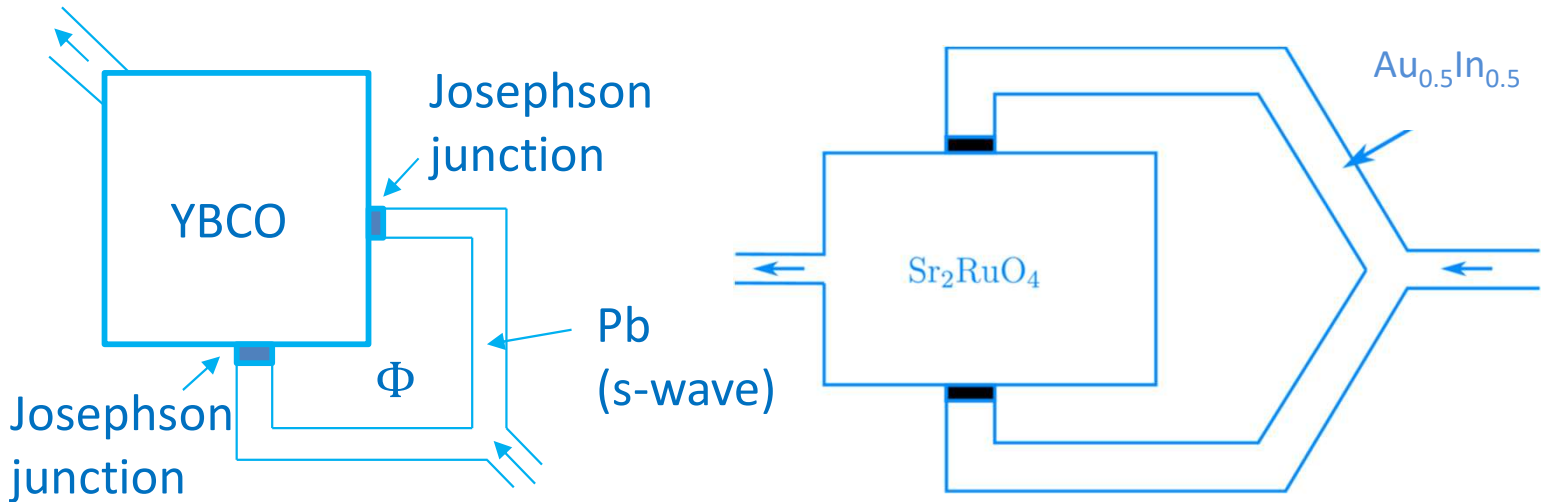 Josephson
junction
YBCO
Φ
Pb
(s-wave)
Josephson
junction
Au₀.₅In₀.₅
Sr₂RuO₄